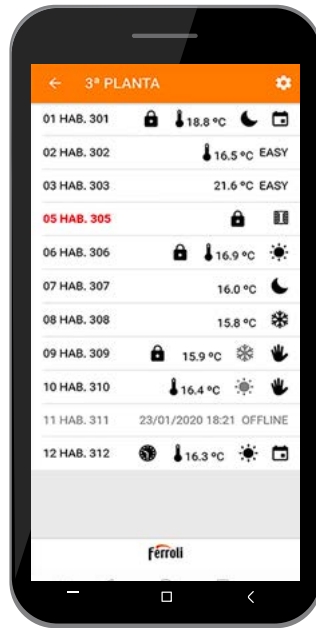 3ª PLANTA
01 HAB. 301 18.8 ºC
02 HAB. 302 16.5 ºC EASY
03 HAB. 303 21.6 ºC EASY
05 HAB. 305
06 HAB. 306 16.9 ºC
07 HAB. 307 16.0 ºC
08 HAB. 308 15.8 ºC
09 HAB. 309 15.9 ºC
10 HAB. 310 16.4 ºC
11 HAB. 311 23/01/2020 18:21 OFFLINE
12 HAB. 312 16.3 ºC
Ferroli